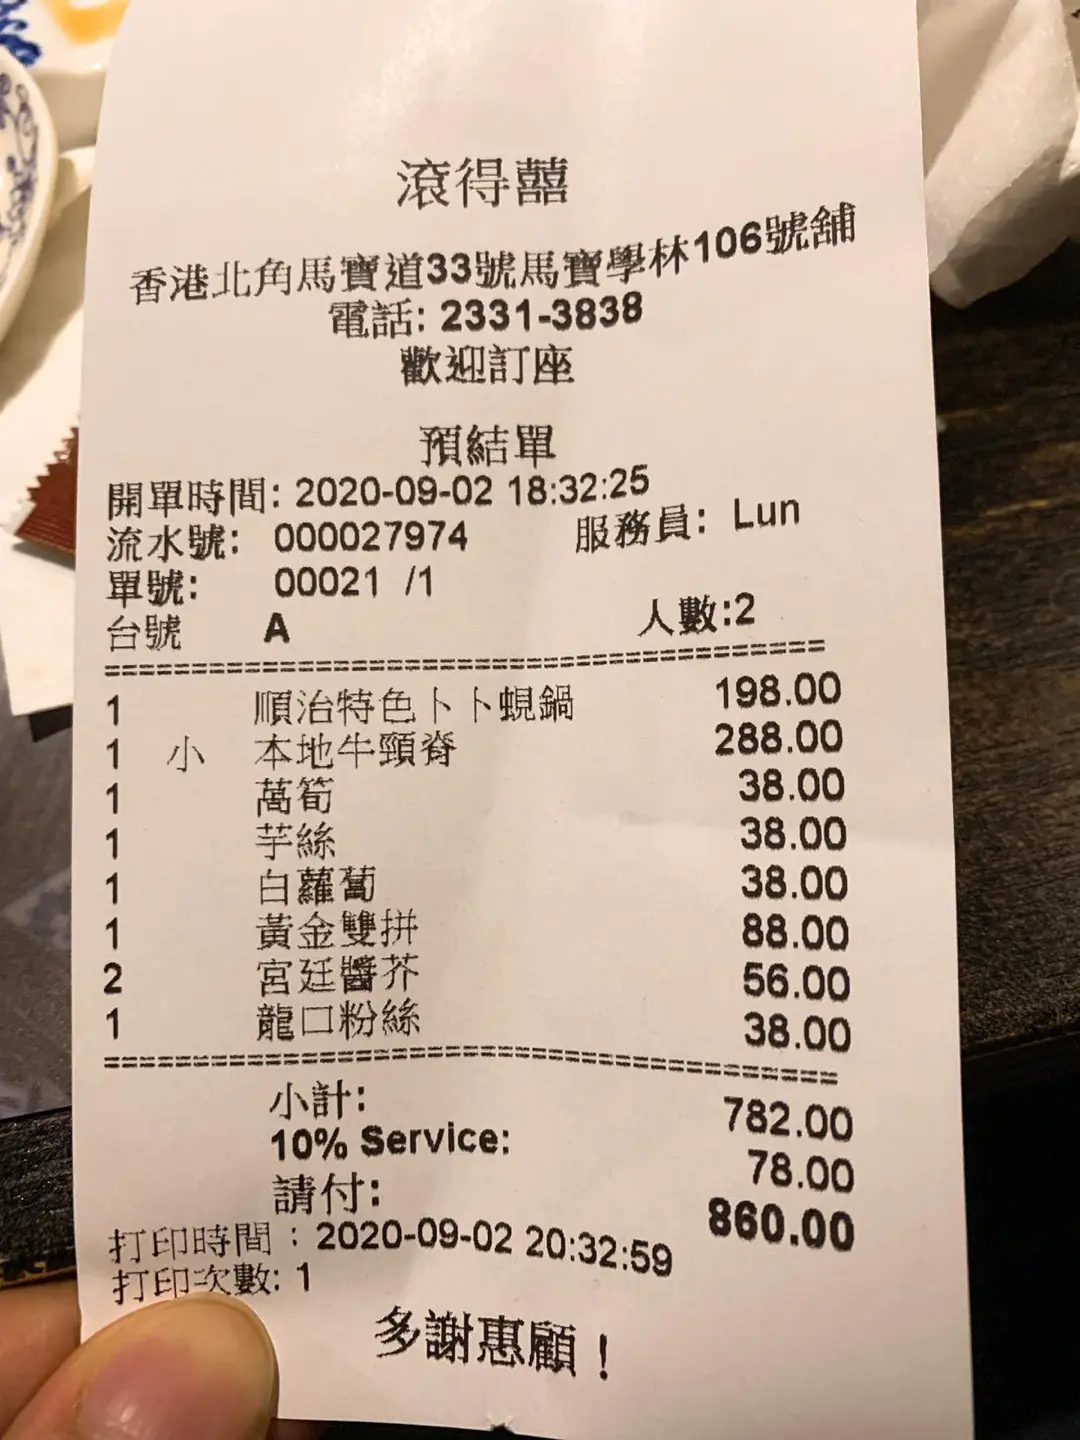 滾得囍
香港北角馬寶道33號馬寶學林106號舖
電話: 2331-3838
歡迎訂座
預結單
開單時間: 2020-09-02 18:32:25
流水號: 000027974 服務員: Lun
單號: 00021 /1
台號 A 人數:2
1 順治特色卜卜蜆鍋 198.00
1 小 本地牛頸脊 288.00
1 萵筍 38.00
1 芋絲 38.00
1 白蘿蔔 38.00
1 黃金雙拼 88.00
2 宮廷醬芥 56.00
1 龍口粉絲 38.00
小計: 782.00
10% Service: 78.00
請付: 860.00
打印時間：2020-09-02 20:32:59
打印次數: 1
多謝惠顧！